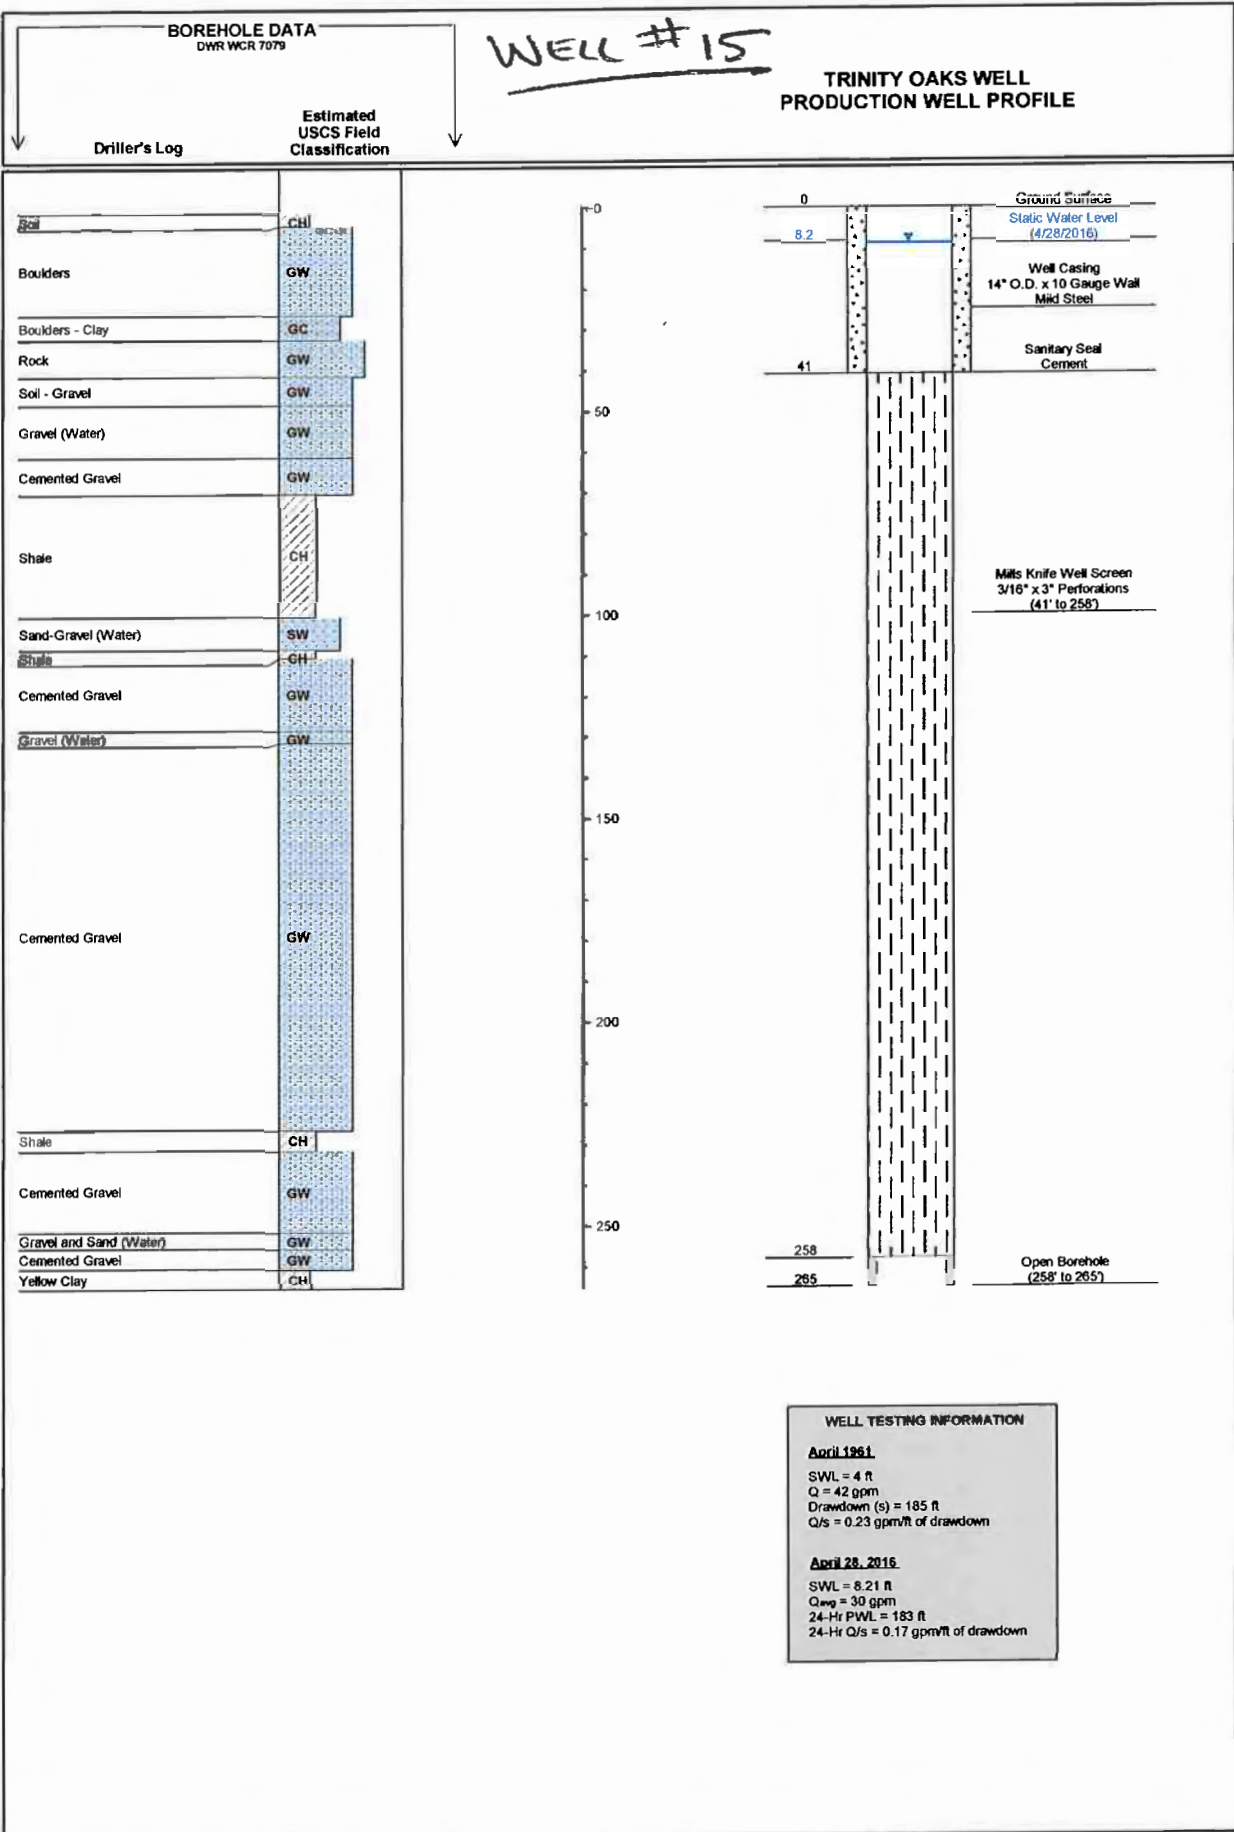 BOREHOLE DATA
DWR WCR 7079
WELL #15
TRINITY OAKS WELL
PRODUCTION WELL PROFILE
Driller's Log
Estimated
USCS Field
Classification
Soil
CH
Boulders
GW
Boulders - Clay
GC
Rock
GW
Soil - Gravel
GW
Gravel (Water)
GW
Cemented Gravel
GW
Shale
CH
Sand-Gravel (Water)
SW
Shale
CH
Cemented Gravel
GW
Gravel (Water)
GW
Cemented Gravel
GW
Shale
CH
Cemented Gravel
GW
Gravel and Sand (Water)
GW
Cemented Gravel
GW
Yellow Clay
CH
0
50
100
150
200
250
0
Ground Surface
8.2
Static Water Level
(4/28/2016)
Well Casing
14" O.D. x 10 Gauge Wall
Mild Steel
41
Sanitary Seal
Cement
Mills Knife Well Screen
3/16" x 3" Perforations
(41' to 258')
258
265
Open Borehole
(258' to 265')
WELL TESTING INFORMATION
April 1961
SWL = 4 ft
Q = 42 gpm
Drawdown (s) = 185 ft
Q/s = 0.23 gpm/ft of drawdown
April 28, 2016
SWL = 8.21 ft
Qavg = 30 gpm
24-Hr PWL = 183 ft
24-Hr Q/s = 0.17 gpm/ft of drawdown